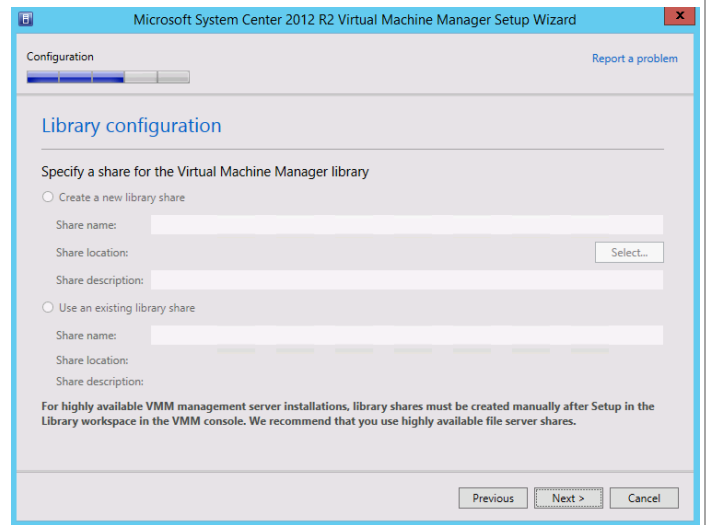 Microsoft System Center 2012 R2 Virtual Machine Manager Setup Wizard
x
Configuration
Report a problem
Library configuration
Specify a share for the Virtual Machine Manager library
Create a new library share
Share name:
Share location:
Select...
Share description:
Use an existing library share
Share name:
Share location:
Share description:
For highly available VMM management server installations, library shares must be created manually after Setup in the
Library workspace in the VMM console. We recommend that you use highly available file server shares.
Previous
Next >
Cancel